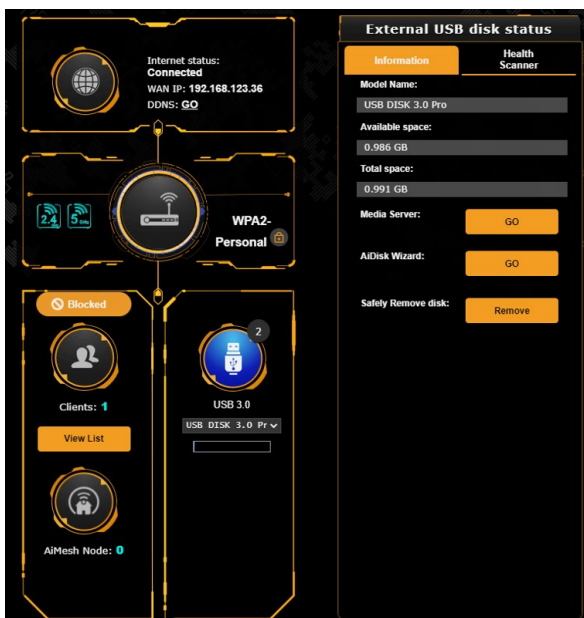 Internet status:
Connected
WAN IP: 192.168.123.36
DDNS: GO
2.4
5 GHz
WPA2-
Personal
Blocked
Clients: 1
View List
AiMesh Node: 0
2
USB 3.0
USB DISK 3.0 Pr
External USB disk status
Information
Health
Scanner
Model Name:
USB DISK 3.0 Pro
Available space:
0.986 GB
Total space:
0.991 GB
Media Server:
GO
AiDisk Wizard:
GO
Safely Remove disk:
Remove